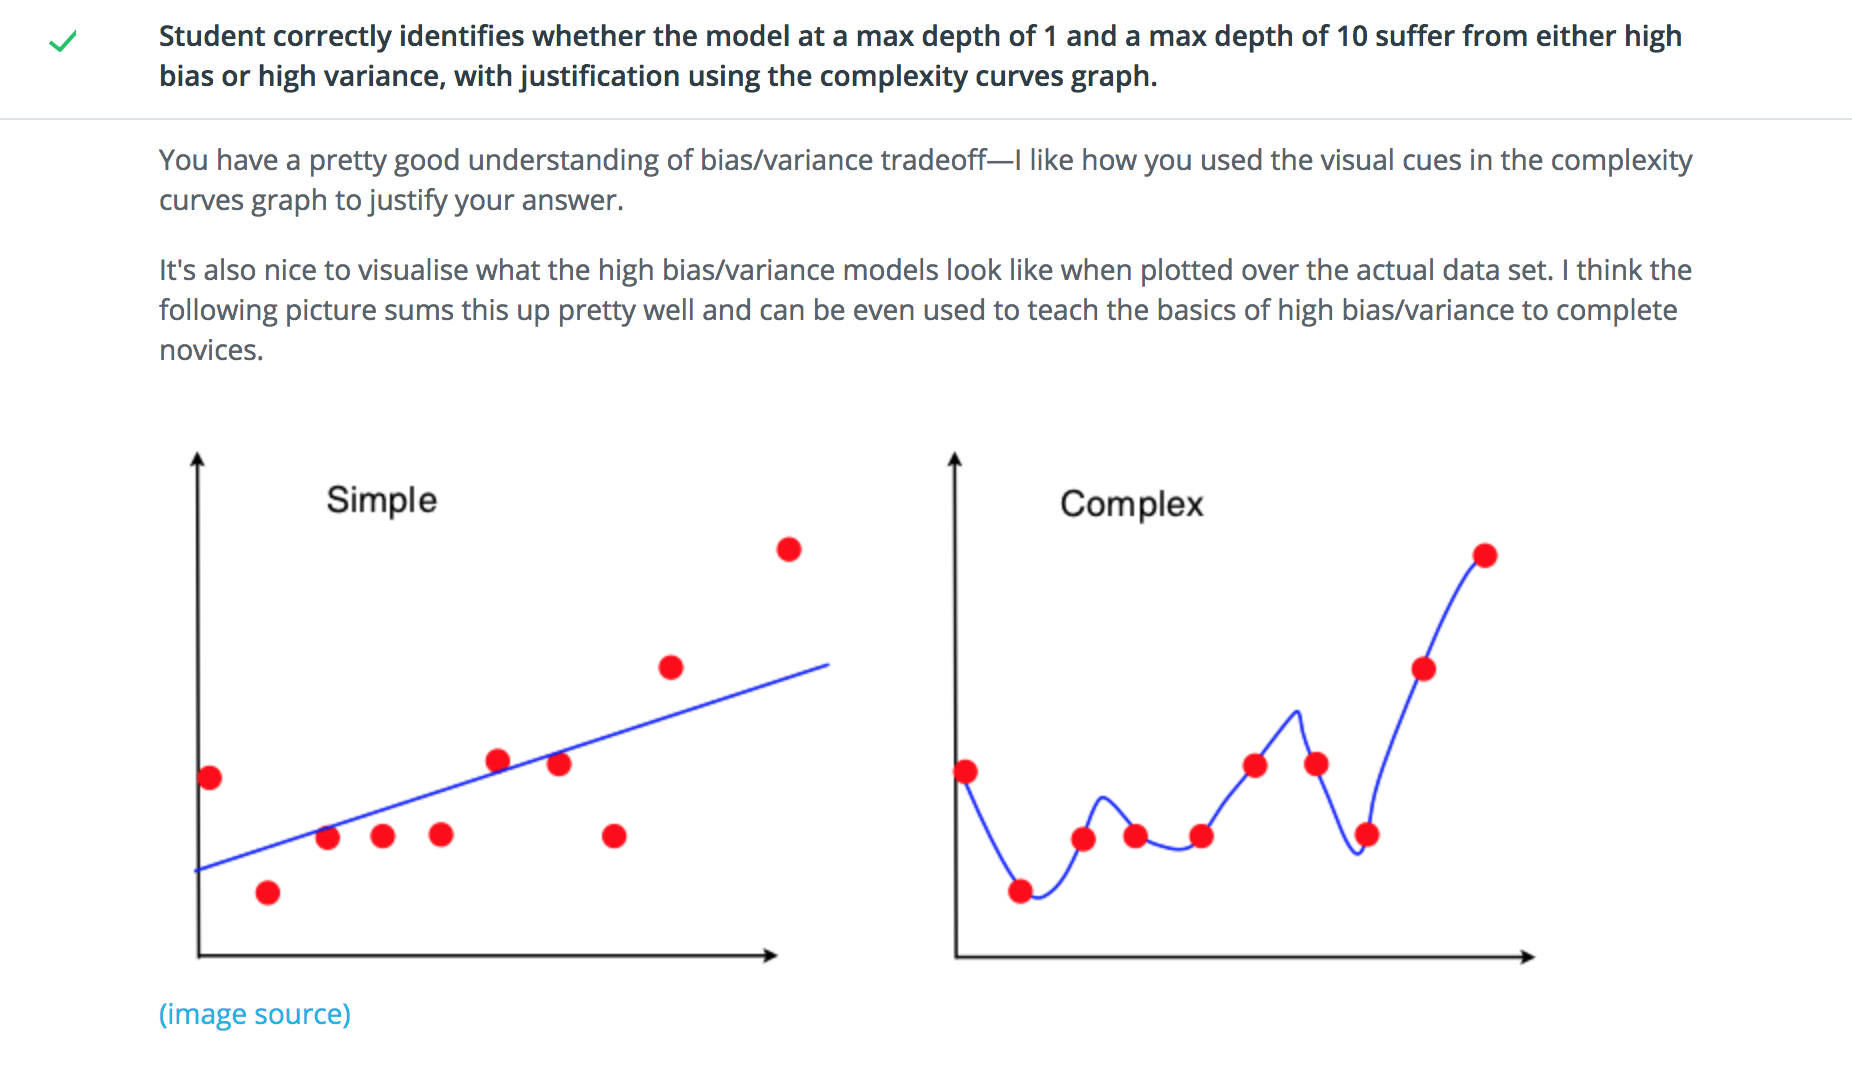 Student correctly identifies whether the model at a max depth of 1 and a max depth of 10 suffer from either high
bias or high variance, with justification using the complexity curves graph.
You have a pretty good understanding of bias/variance tradeoff—I like how you used the visual cues in the complexity
curves graph to justify your answer.
It's also nice to visualise what the high bias/variance models look like when plotted over the actual data set. I think the
following picture sums this up pretty well and can be even used to teach the basics of high bias/variance to complete
novices.
Simple
Complex
(image source)